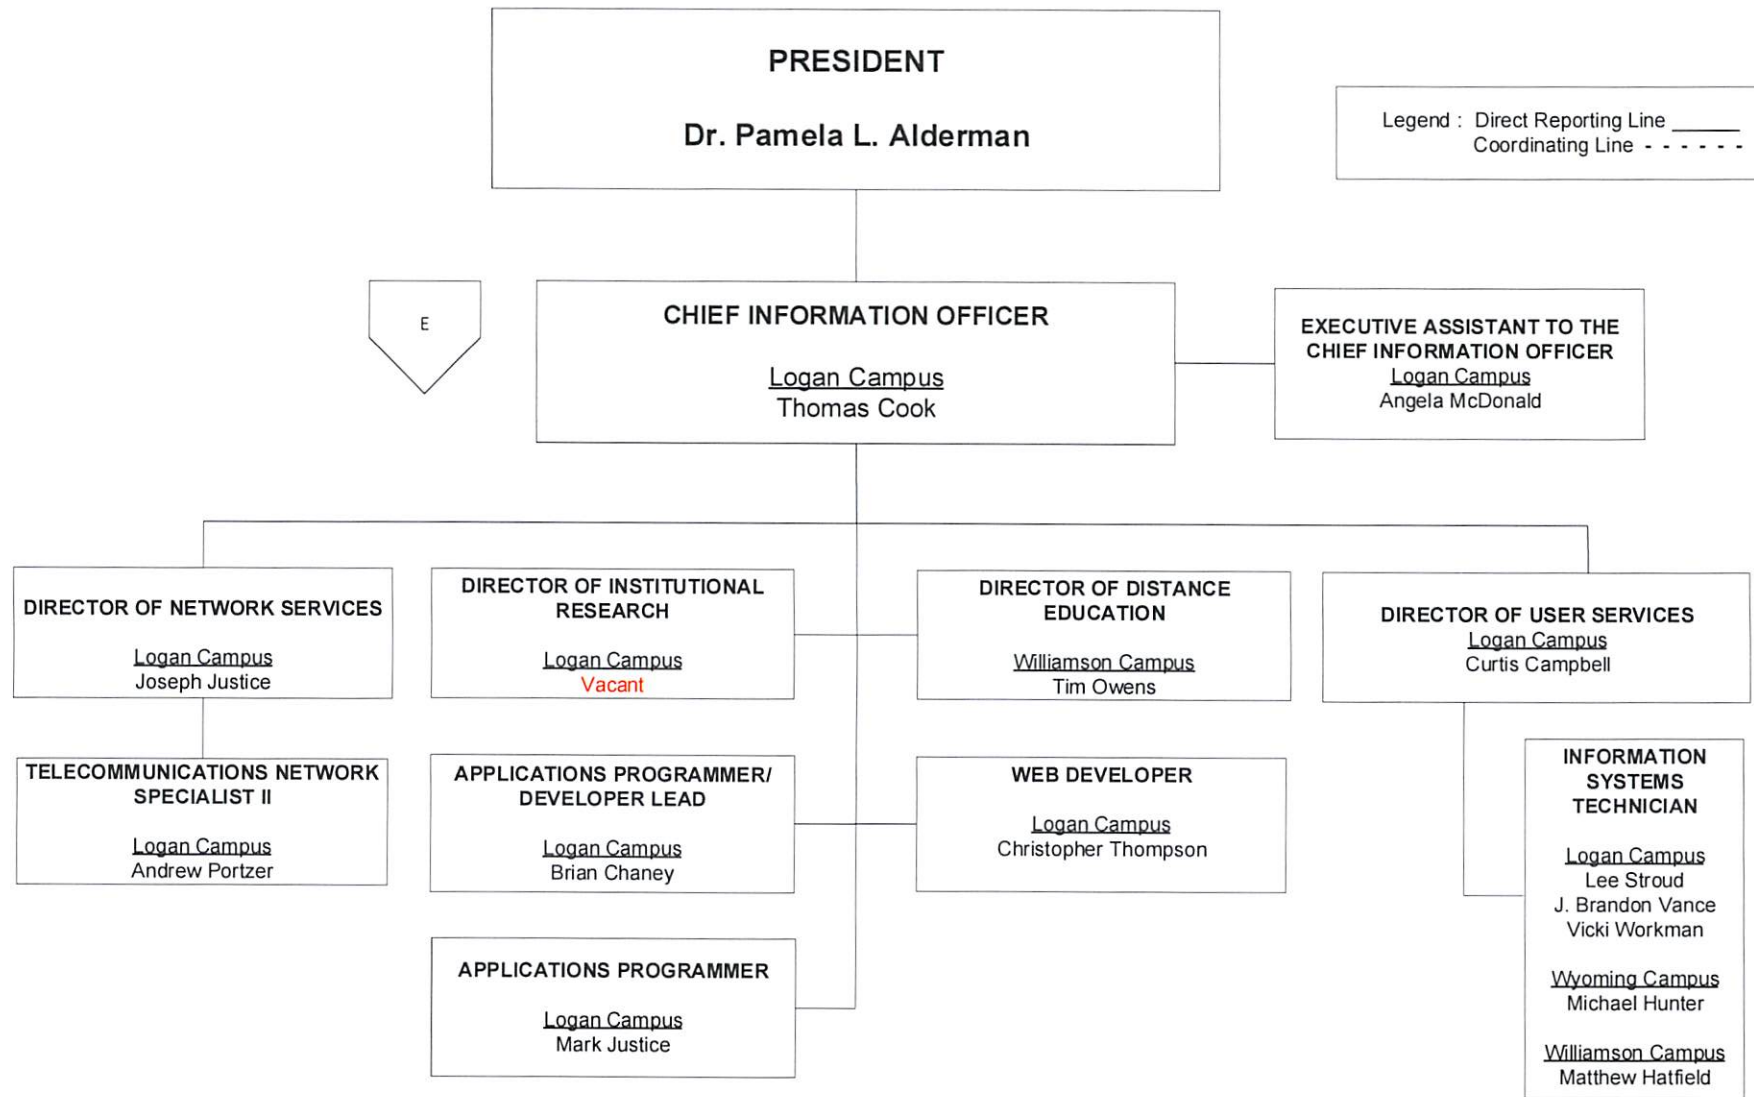 PRESIDENT
Dr. Pamela L. Alderman
Legend : Direct Reporting Line ______
Coordinating Line - - - - - -
E
CHIEF INFORMATION OFFICER
Logan Campus
Thomas Cook
EXECUTIVE ASSISTANT TO THE
CHIEF INFORMATION OFFICER
Logan Campus
Angela McDonald
DIRECTOR OF NETWORK SERVICES
Logan Campus
Joseph Justice
DIRECTOR OF INSTITUTIONAL
RESEARCH
Logan Campus
Vacant
DIRECTOR OF DISTANCE
EDUCATION
Williamson Campus
Tim Owens
DIRECTOR OF USER SERVICES
Logan Campus
Curtis Campbell
TELECOMMUNICATIONS NETWORK
SPECIALIST II
Logan Campus
Andrew Portzer
APPLICATIONS PROGRAMMER/
DEVELOPER LEAD
Logan Campus
Brian Chaney
WEB DEVELOPER
Logan Campus
Christopher Thompson
INFORMATION
SYSTEMS
TECHNICIAN
Logan Campus
Lee Stroud
J. Brandon Vance
Vicki Workman
Wyoming Campus
Michael Hunter
Williamson Campus
Matthew Hatfield
APPLICATIONS PROGRAMMER
Logan Campus
Mark Justice